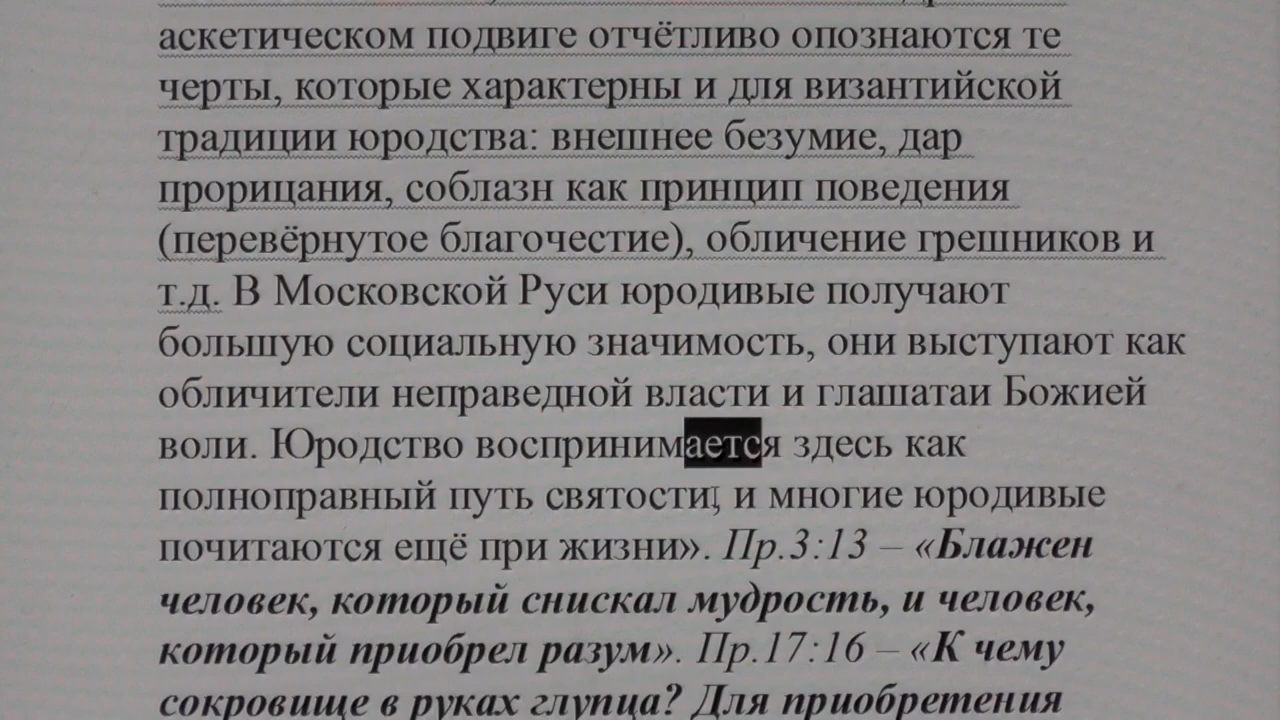 аскетическом подвиге отчётливо опознаются те
черты, которые характерны и для византийской
традиции юродства: внешнее безумие, дар
прорицания, соблазн как принцип поведения
(перевёрнутое благочестие), обличение грешников и
т.д. В Московской Руси юродивые получают
большую социальную значимость, они выступают как
обличители неправедной власти и глашатаи Божией
воли. Юродство воспринимается здесь как
полноправный путь святости, и многие юродивые
почитаются ещё при жизни». Пр.3:13 – «Блажен
человек, который снискал мудрость, и человек,
который приобрел разум». Пр.17:16 – «К чему
сокровище в руках глупца? Для приобретения